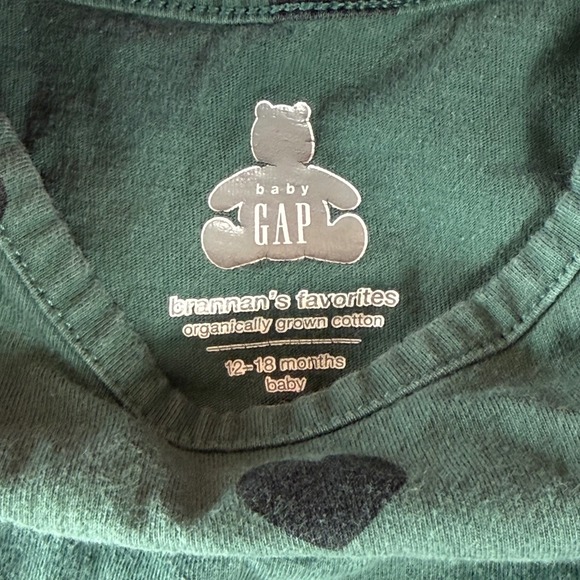 baby
GAP
brannan's favorites
organically grown cotton
12-18 months
baby